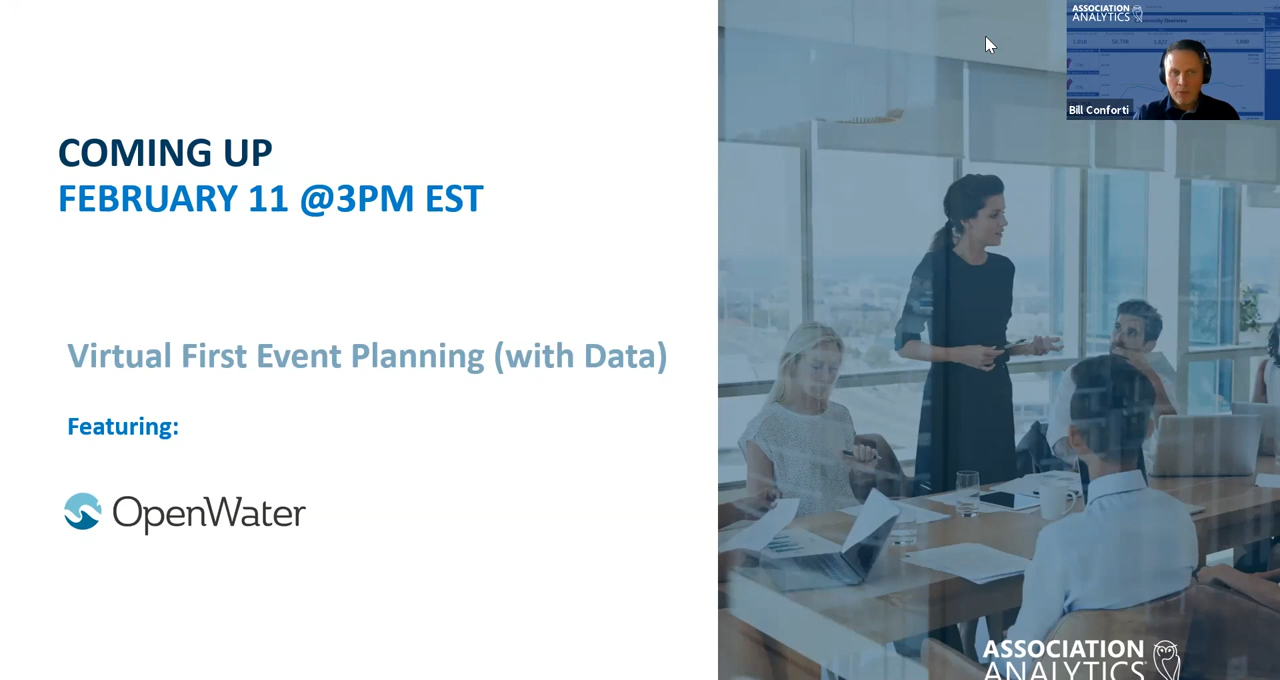 COMING UP
FEBRUARY 11 @3PM EST
Virtual First Event Planning (with Data)
Featuring:
OpenWater
ASSOCIATION
ANALYTICS
Bill Conforti
ASSOCIATION
ANALYTICS